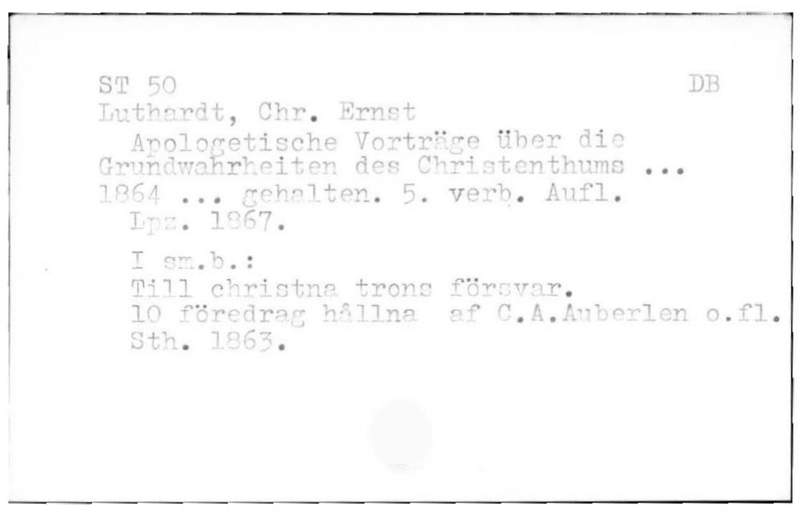 ST 50 DB
Luthardt, Chr. Ernst
Apologetische Vorträge über die
Grundwahrheiten des Christenthums ...
1864 ... gehalten. 5. verb. Aufl.
Lpz. 1867.
I sm.b.:
Till christna trons försvar.
10 föredrag hållna af C.A.Auberlen o.fl.
Sth. 1863.